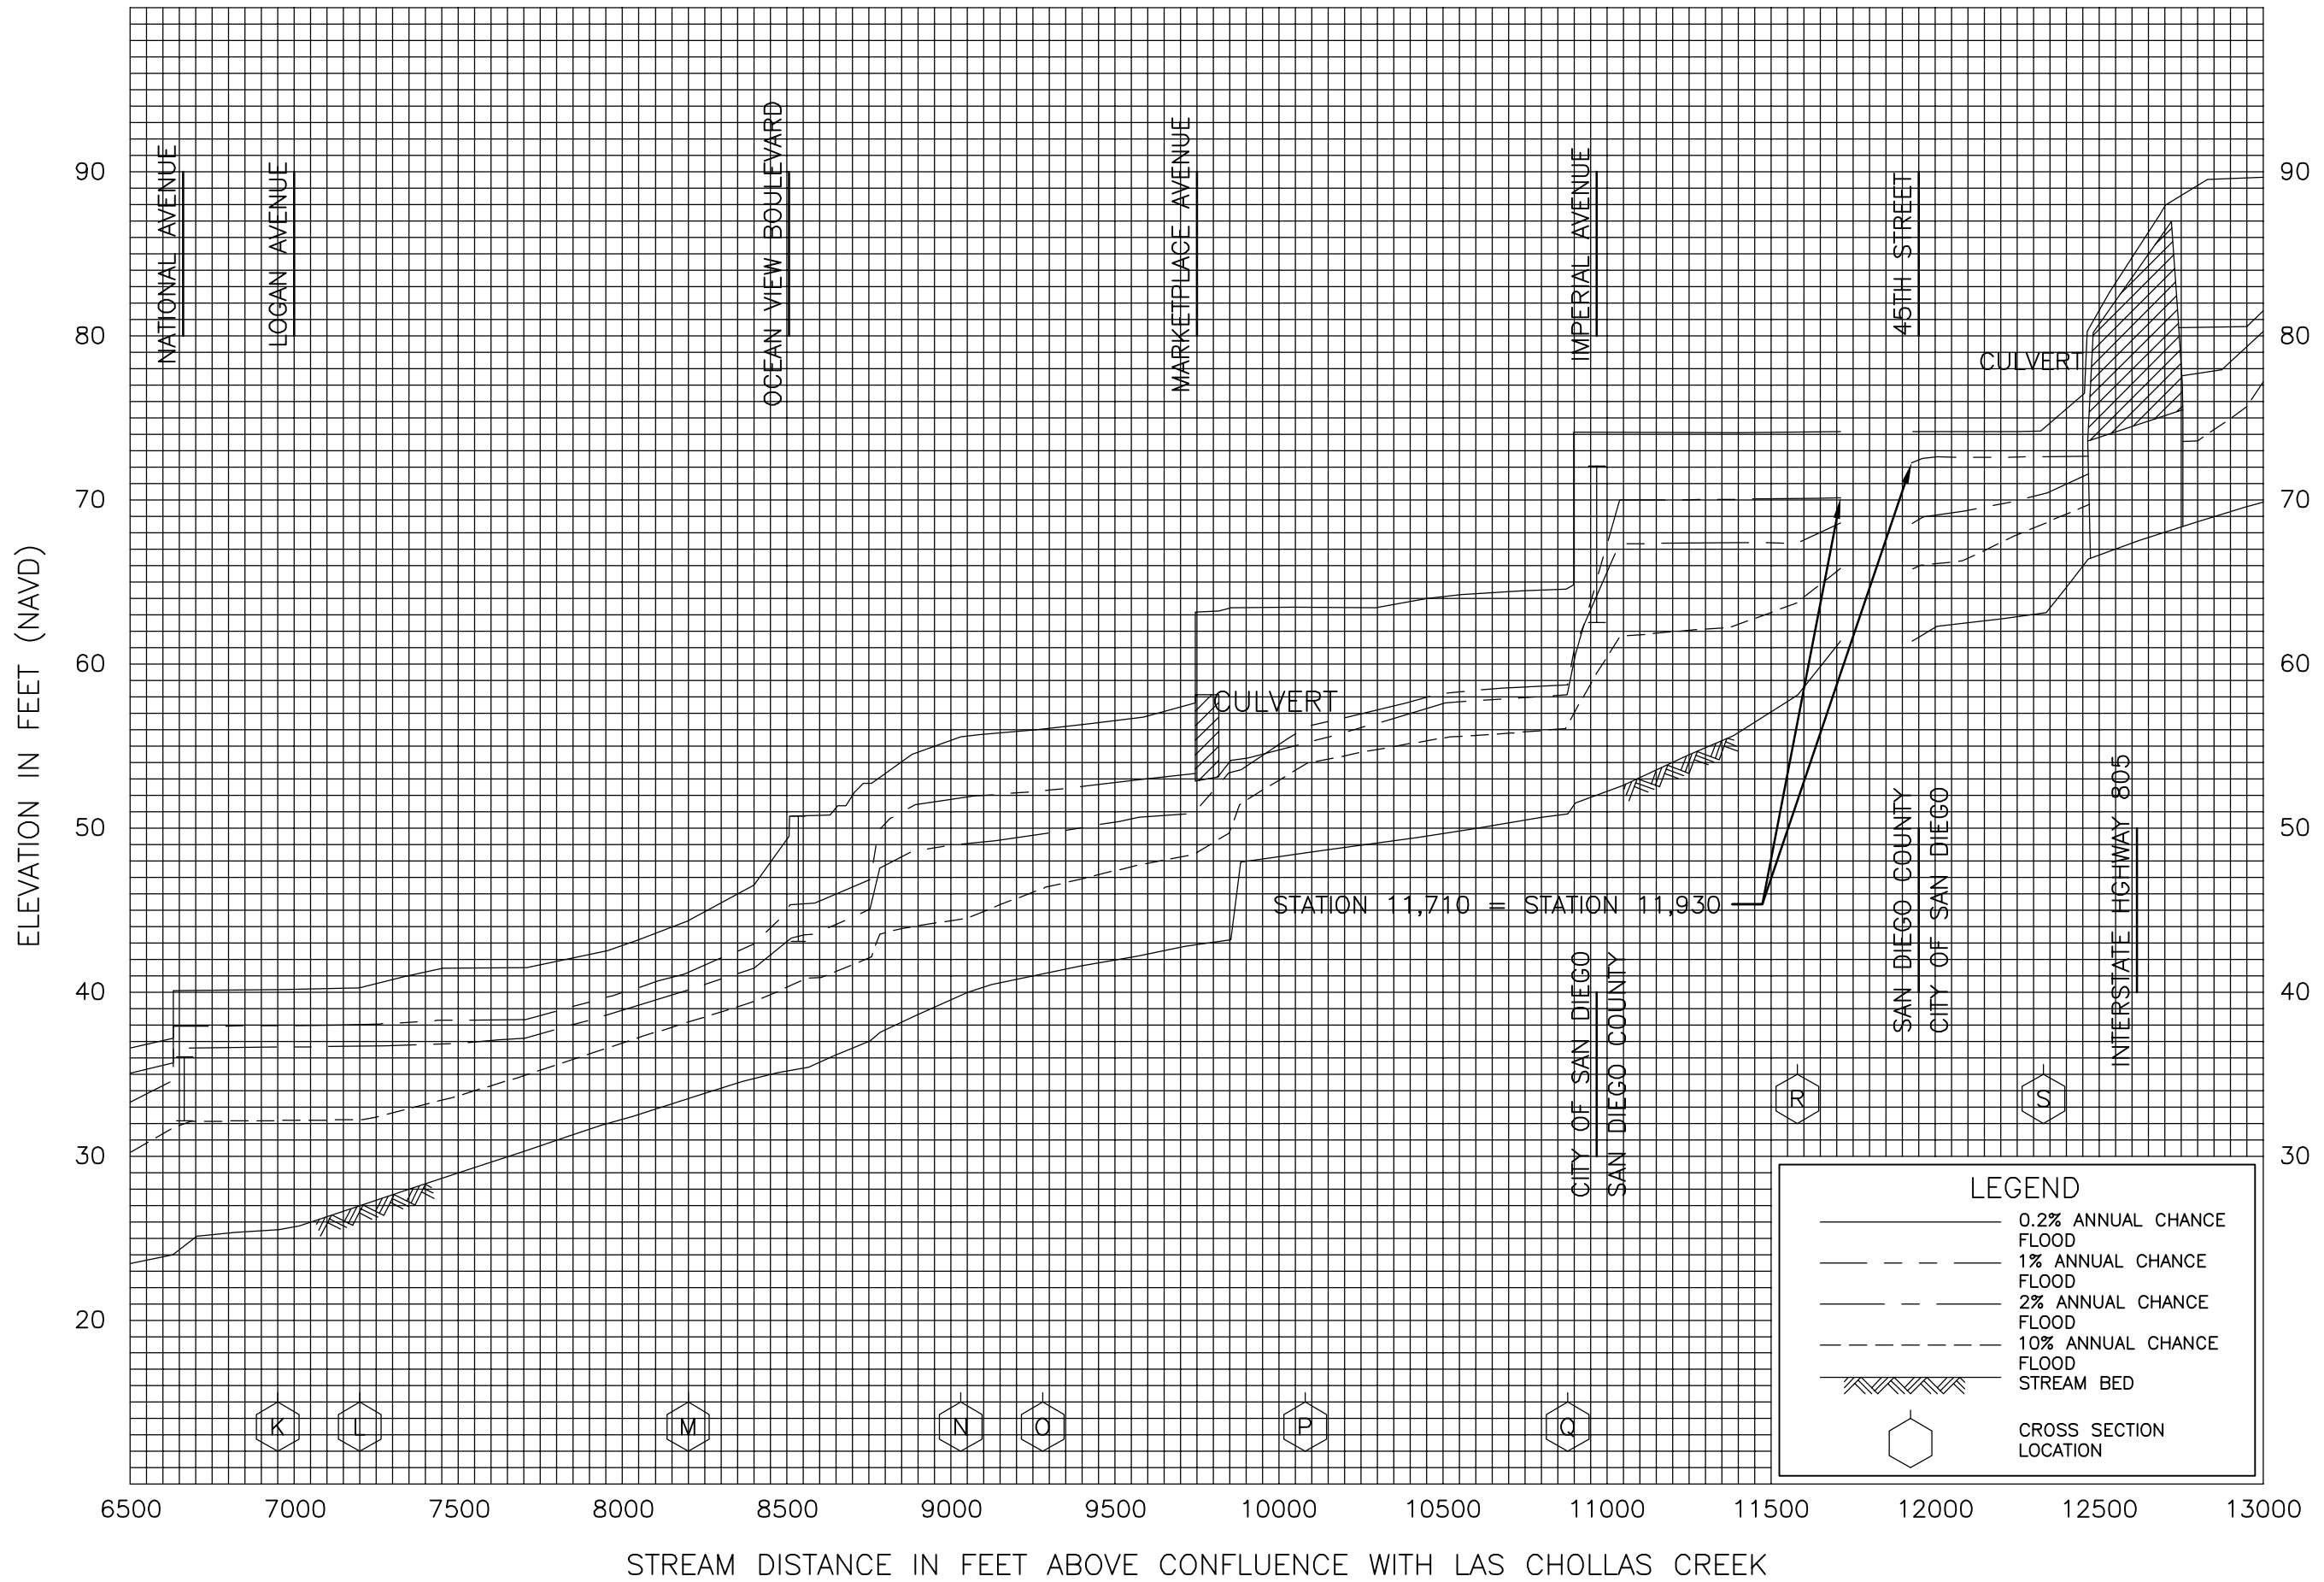 NATIONAL AVENUE
LOGAN AVENUE
OCEAN VIEW BOULEVARD
MARKETPLACE AVENUE
IMPERIAL AVENUE
45TH STREET
CULVERT
90
90
80
80
70
70
60
60
CULVERT
50
50
40
40
30
30
20
ELEVATION IN FEET (NAVD)
STATION 11,710 = STATION 11,930
CITY OF SAN DIEGO
SAN DIEGO COUNTY
SAN DIEGO COUNTY
CITY OF SAN DIEGO
INTERSTATE HGHWAY 805
K
L
M
N
O
P
Q
R
S
LEGEND
0.2% ANNUAL CHANCE
FLOOD
1% ANNUAL CHANCE
FLOOD
2% ANNUAL CHANCE
FLOOD
10% ANNUAL CHANCE
FLOOD
STREAM BED
CROSS SECTION
LOCATION
6500 7000 7500 8000 8500 9000 9500 10000 10500 11000 11500 12000 12500 13000
STREAM DISTANCE IN FEET ABOVE CONFLUENCE WITH LAS CHOLLAS CREEK